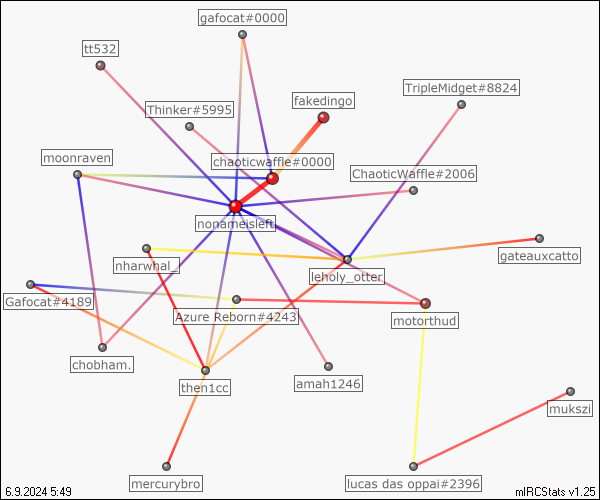 gafocat#0000
tt532
TripleMidget#8824
fakedingo
Thinker#5995
moonraven
chaoticwaffle#0000
ChaoticWaffle#2006
nonameisleft
gateauxcatto
nharwhal_
leholy_otter
Gafocat#4189
Azure Reborn#4243
motorthud
chobham.
then1cc
amah1246
mukszi
mercurybro
lucas das oppai#2396
6.9.2024 5:49
mIRCStats v1.25